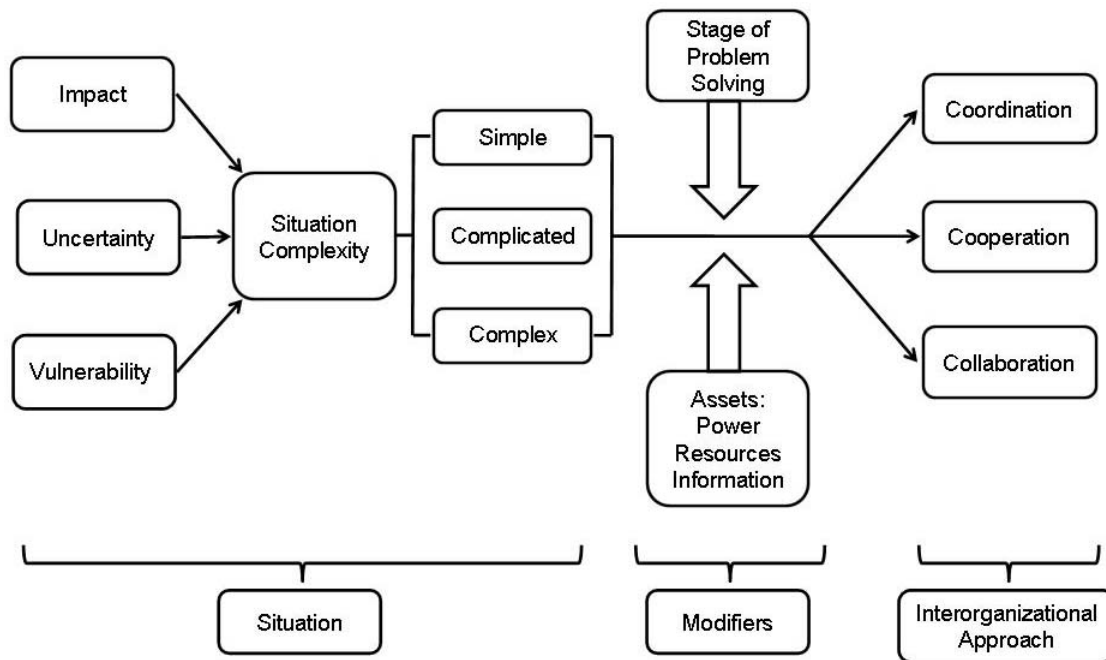 Impact
Uncertainty
Vulnerability
Situation
Complexity
Simple
Complicated
Complex
Stage of
Problem
Solving
Assets:
Power
Resources
Information
Coordination
Cooperation
Collaboration
Situation
Modifiers
Interorganizational
Approach